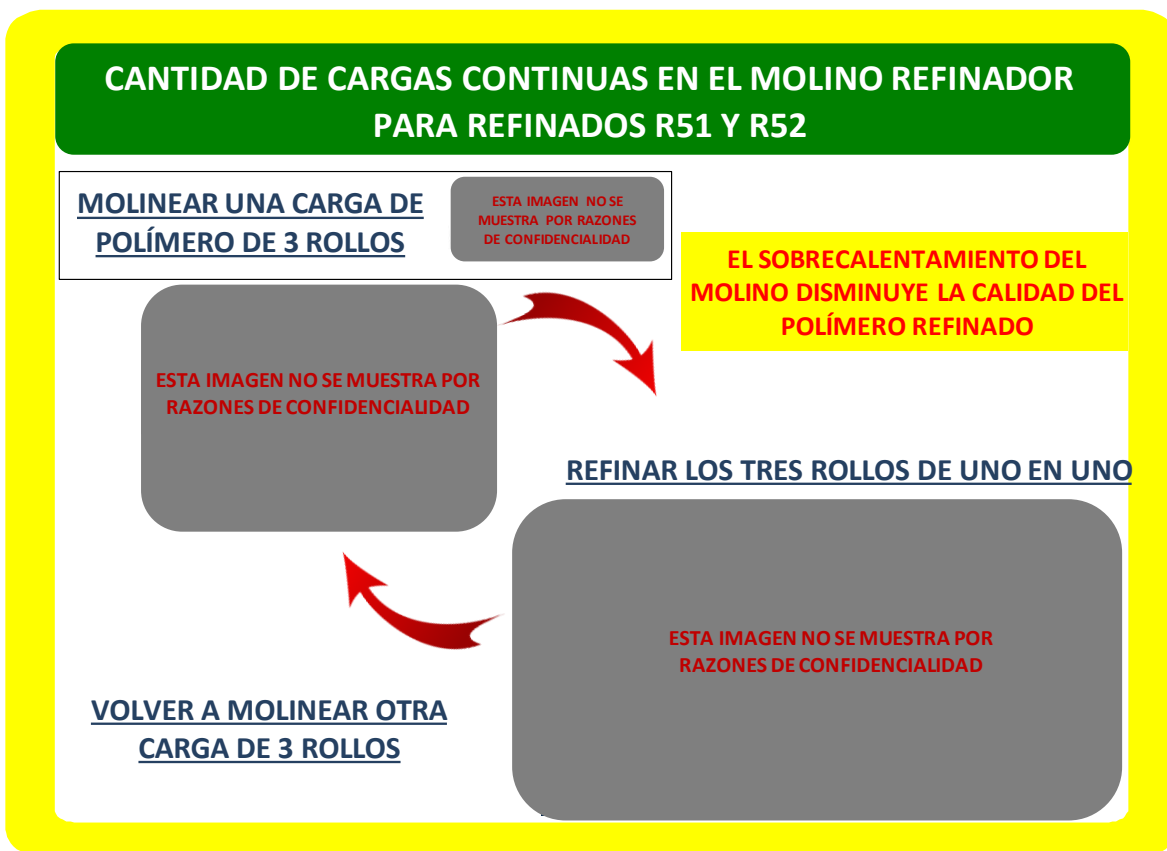 CANTIDAD DE CARGAS CONTINUAS EN EL MOLINO REFINADOR
PARA REFINADOS R51 Y R52
MOLINEAR UNA CARGA DE
POLÍMERO DE 3 ROLLOS
ESTA IMAGEN NO SE
MUESTRA POR RAZONES
DE CONFIDENCIALIDAD
EL SOBRECALENTAMIENTO DEL
MOLINO DISMINUYE LA CALIDAD DEL
POLÍMERO REFINADO
ESTA IMAGEN NO SE MUESTRA POR
RAZONES DE CONFIDENCIALIDAD
REFINAR LOS TRES ROLLOS DE UNO EN UNO
ESTA IMAGEN NO SE MUESTRA POR
RAZONES DE CONFIDENCIALIDAD
VOLVER A MOLINEAR OTRA
CARGA DE 3 ROLLOS